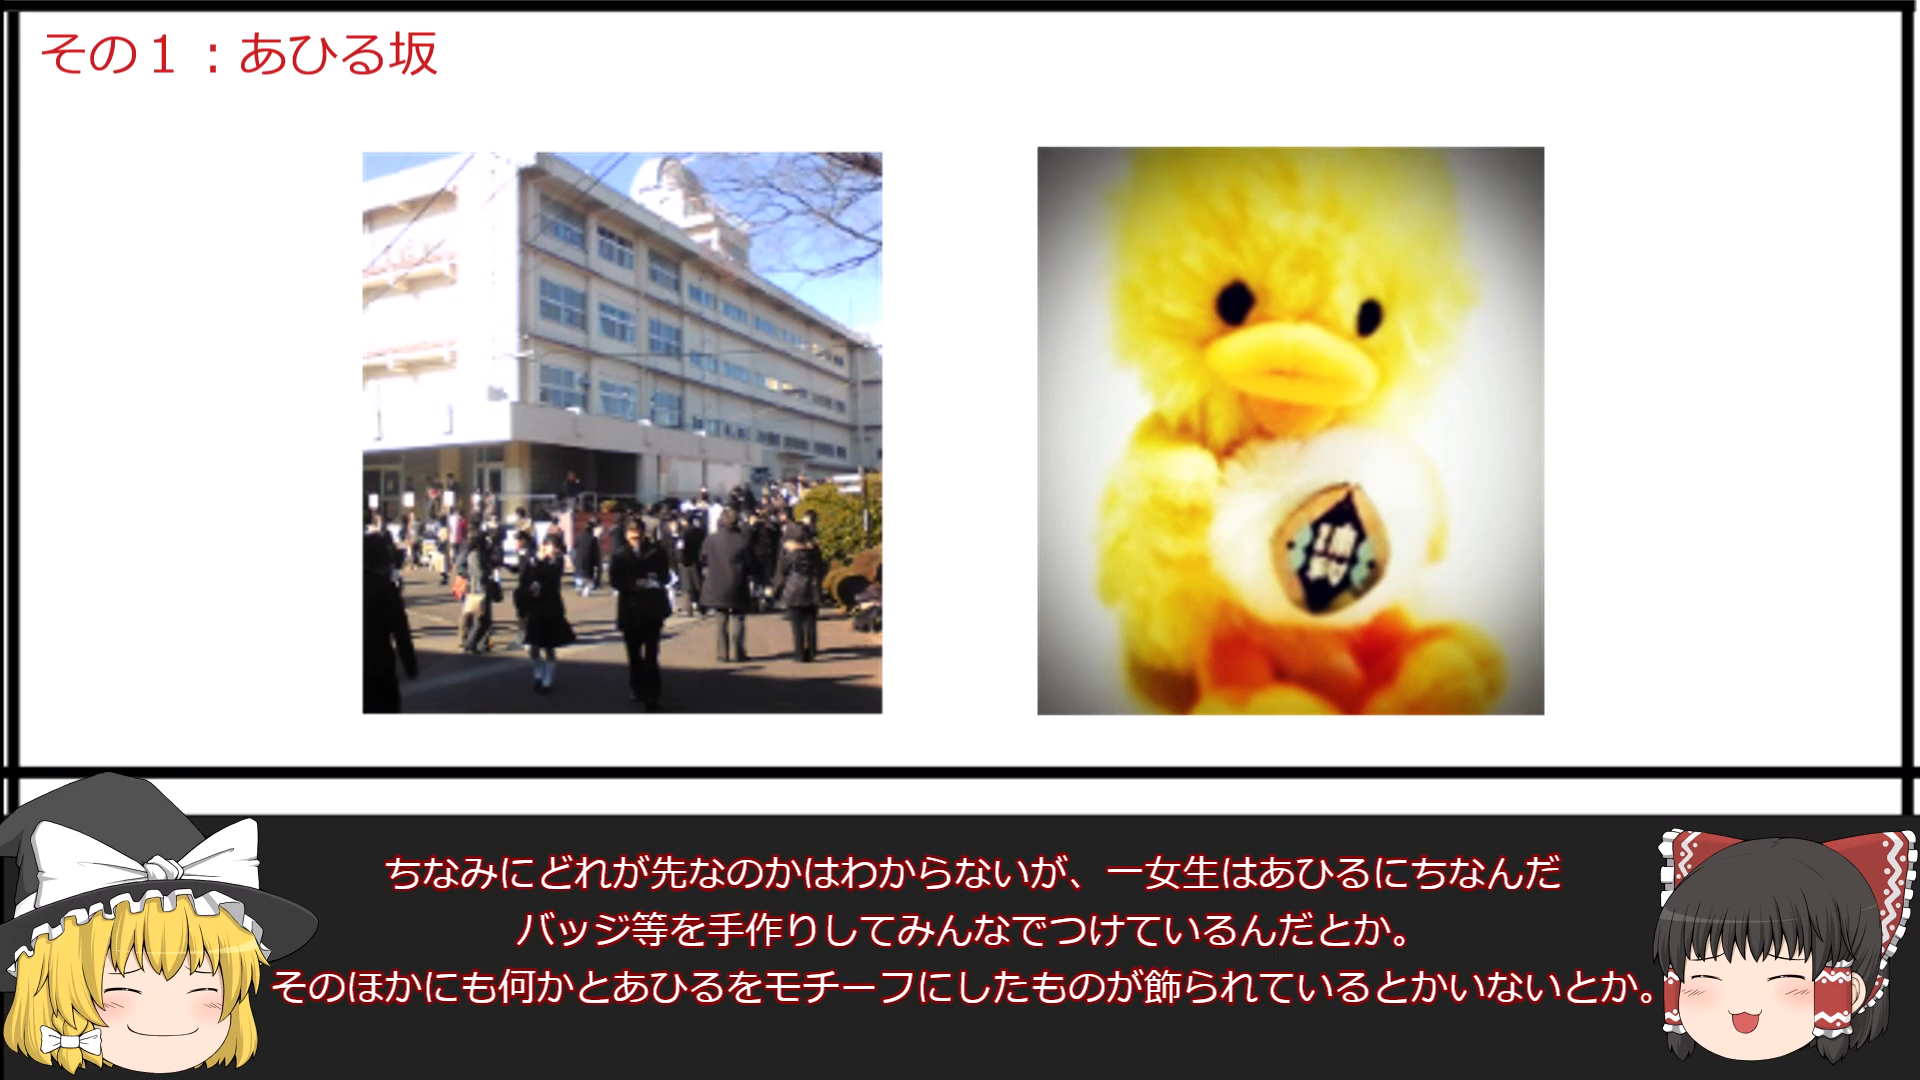 その１：あひる坂
ちなみにどれが先なのかはわからないが、一女生はあひるにちなんだ
バッジ等を手作りしてみんなでつけているんだとか。
そのほかにも何かとあひるをモチーフにしたものが飾られているとかいないとか。